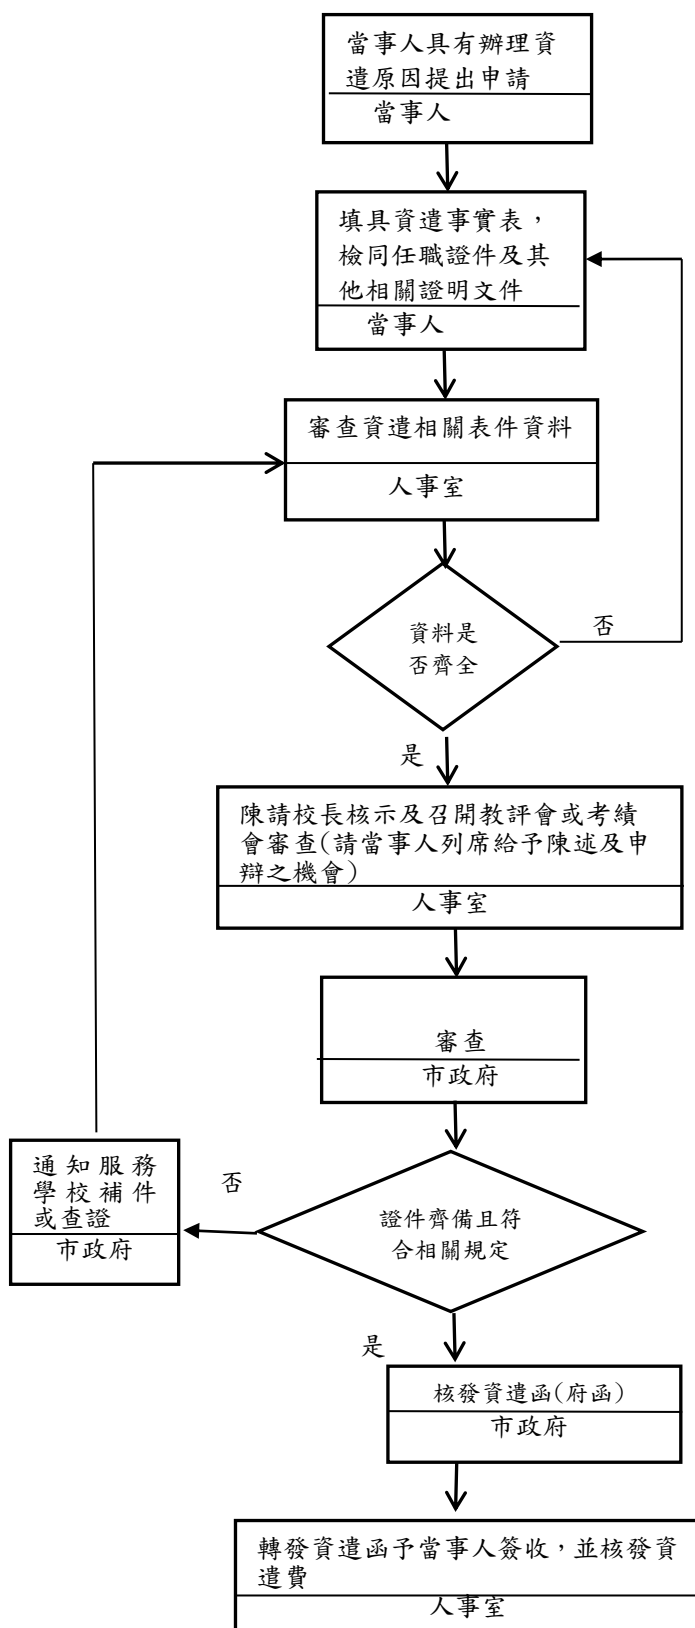 當事人具有辦理資
遣原因提出申請
當事人
填具資遣事實表，
檢同任職證件及其
他相關證明文件
當事人
審查資遣相關表件資料
人事室
資料是
否齊全
否
是
陳請校長核示及召開教評會或考績
會審查(請當事人列席給予陳述及申
辯之機會)
人事室
審查
市政府
通知服務
學校補件
或查證
市政府
否
證件齊備且符
合相關規定
是
核發資遣函(府函)
市政府
轉發資遣函予當事人簽收，並核發資
遣費
人事室